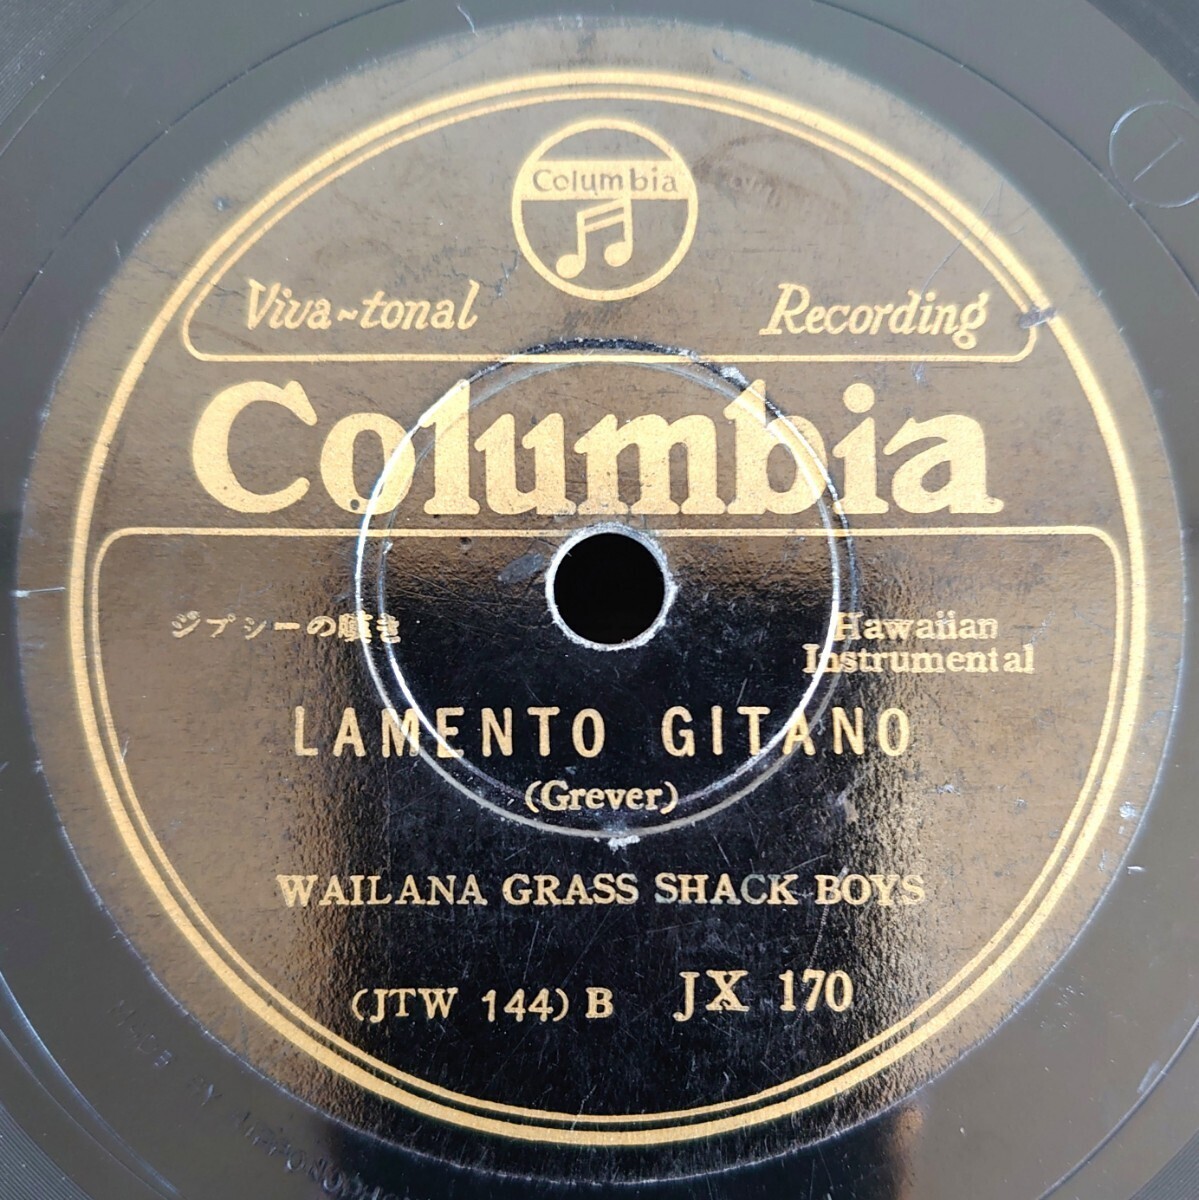 Columbia
Viva-tonal Recording
Columbia
ジプシーの嘆き
Hawaiian
Instrumental
LAMENTO GITANO
(Grever)
WAILANA GRASS SHACK BOYS
(JTW 144) B JX 170